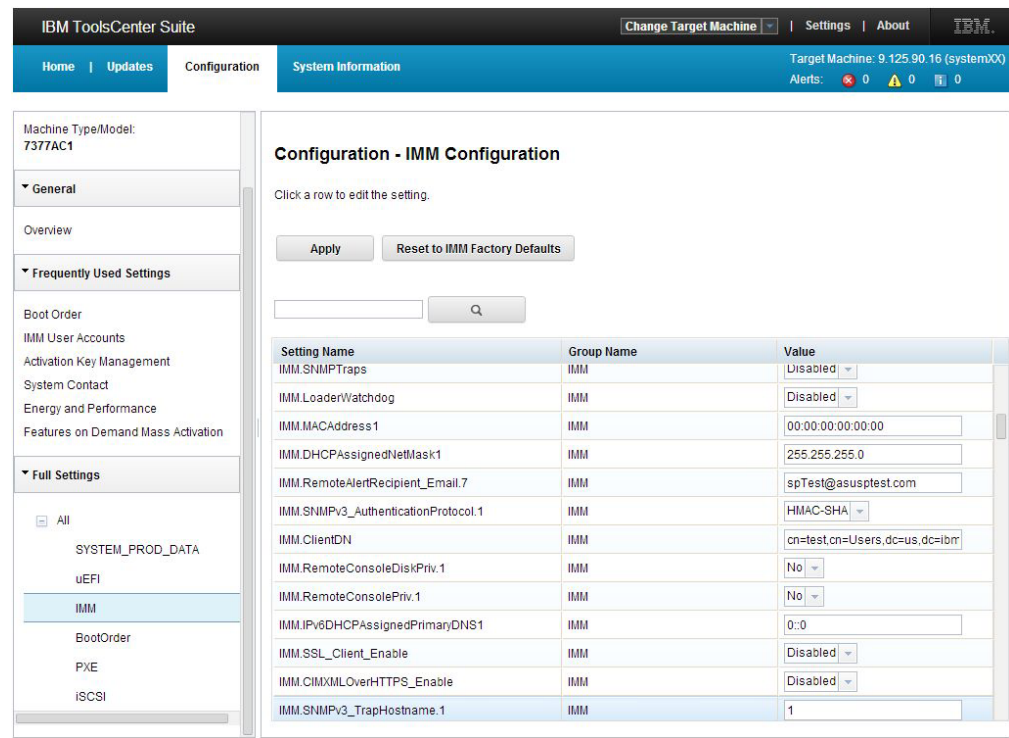 IBM ToolsCenter Suite
Change Target Machine | Settings | About IBM.
Home | Updates Configuration System Information
Target Machine: 9.125.90.16 (systemXX)
Alerts: 0 0 0
Machine Type/Model:
7377AC1
General
Overview
Frequently Used Settings
Boot Order
IMM User Accounts
Activation Key Management
System Contact
Energy and Performance
Features on Demand Mass Activation
Full Settings
All
SYSTEM_PROD_DATA
uEFI
IMM
BootOrder
PXE
iSCSI
Configuration - IMM Configuration
Click a row to edit the setting.
Apply Reset to IMM Factory Defaults
Setting Name Group Name Value
IMM.SNMPTraps IMM Disabled
IMM.LoaderWatchdog IMM Disabled
IMM.MACAddress1 IMM 00:00:00:00:00:00
IMM.DHCPAssignedNetMask1 IMM 255.255.255.0
IMM.RemoteAlertRecipient_Email.7 IMM spTest@asusptest.com
IMM.SNMPv3_AuthenticationProtocol.1 IMM HMAC-SHA
IMM.ClientDN IMM cn=test,cn=Users,dc=us,dc=ibm
IMM.RemoteConsoleDiskPriv.1 IMM No
IMM.RemoteConsolePriv.1 IMM No
IMM.IPv6DHCPAssignedPrimaryDNS1 IMM 0::0
IMM.SSL_Client_Enable IMM Disabled
IMM.CIMXMLOverHTTPS_Enable IMM Disabled
IMM.SNMPv3_TrapHostname.1 IMM 1